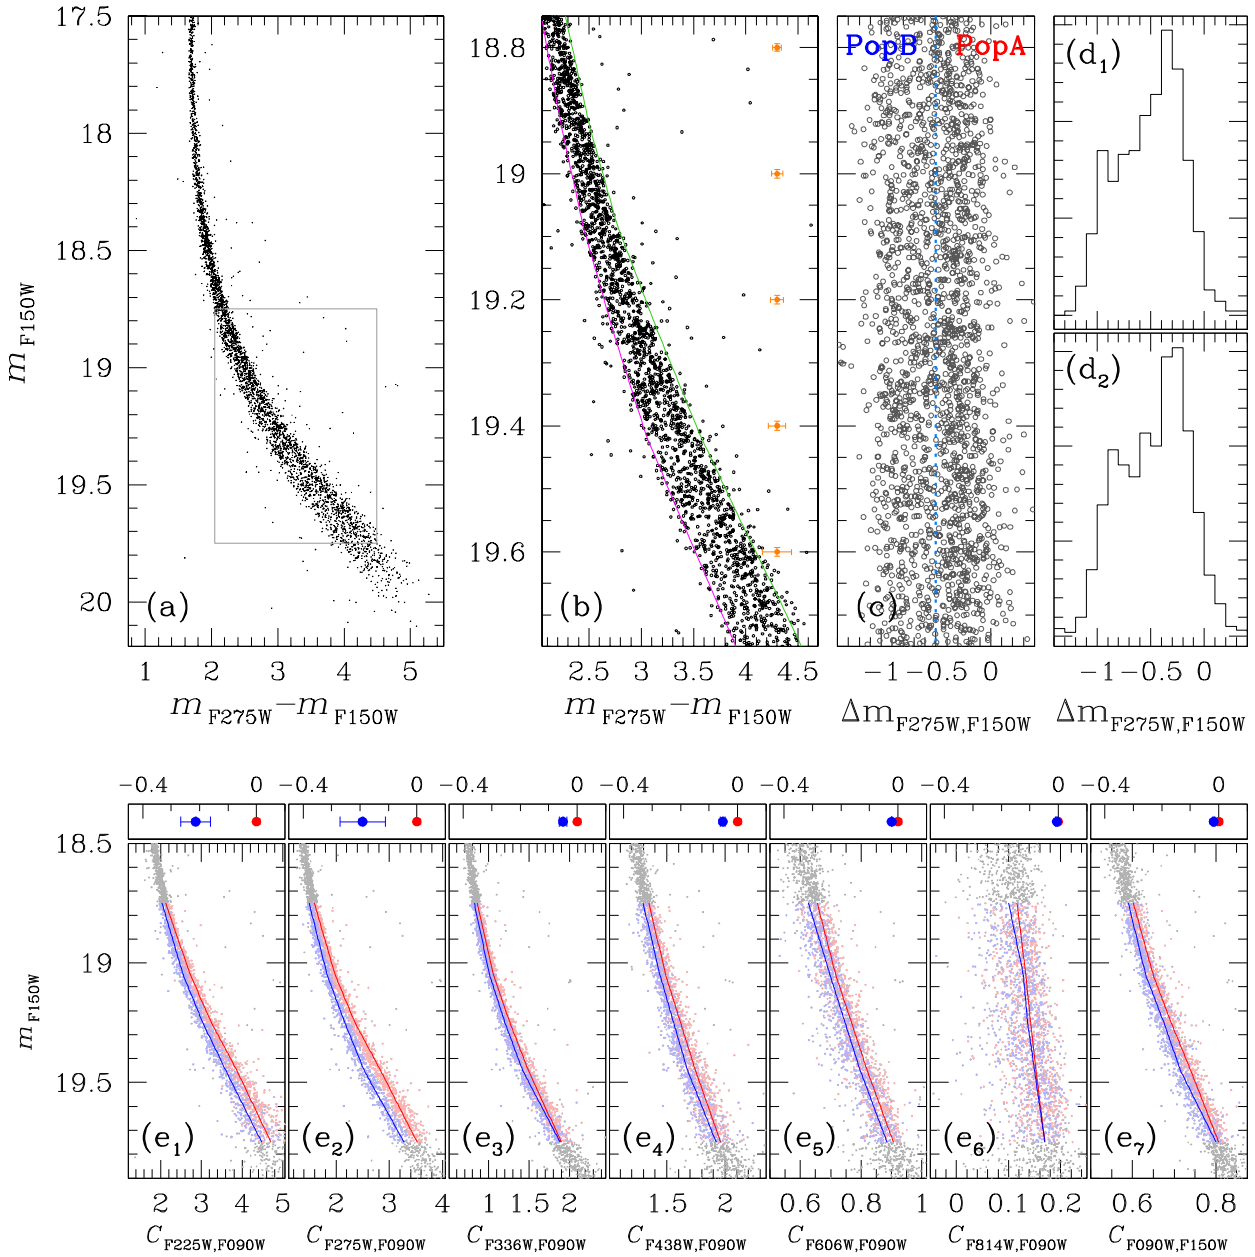 17.5
18
18.5
19
19.5
20
m_F150W
(a)
1 2 3 4 5
m_F275W−m_F150W
18.8
19
19.2
19.4
19.6
(b)
2.5 3 3.5 4 4.5
m_F275W−m_F150W
PopB PopA
(c)
−1 −0.5 0
Δm_F275W,F150W
(d_1)
(d_2)
−1 −0.5 0
Δm_F275W,F150W
−0.4 0 −0.4 0 −0.4 0 −0.4 0 −0.4 0 −0.4 0 −0.4 0
18.5
19
19.5
m_F150W
(e_1) (e_2) (e_3) (e_4) (e_5) (e_6) (e_7)
2 3 4 5 2 3 4 1 1.5 2 1.5 2 0.6 0.8 1 0 0.1 0.2 0.6 0.8
C_F225W,F090W C_F275W,F090W C_F336W,F090W C_F438W,F090W C_F606W,F090W C_F814W,F090W C_F090W,F150W